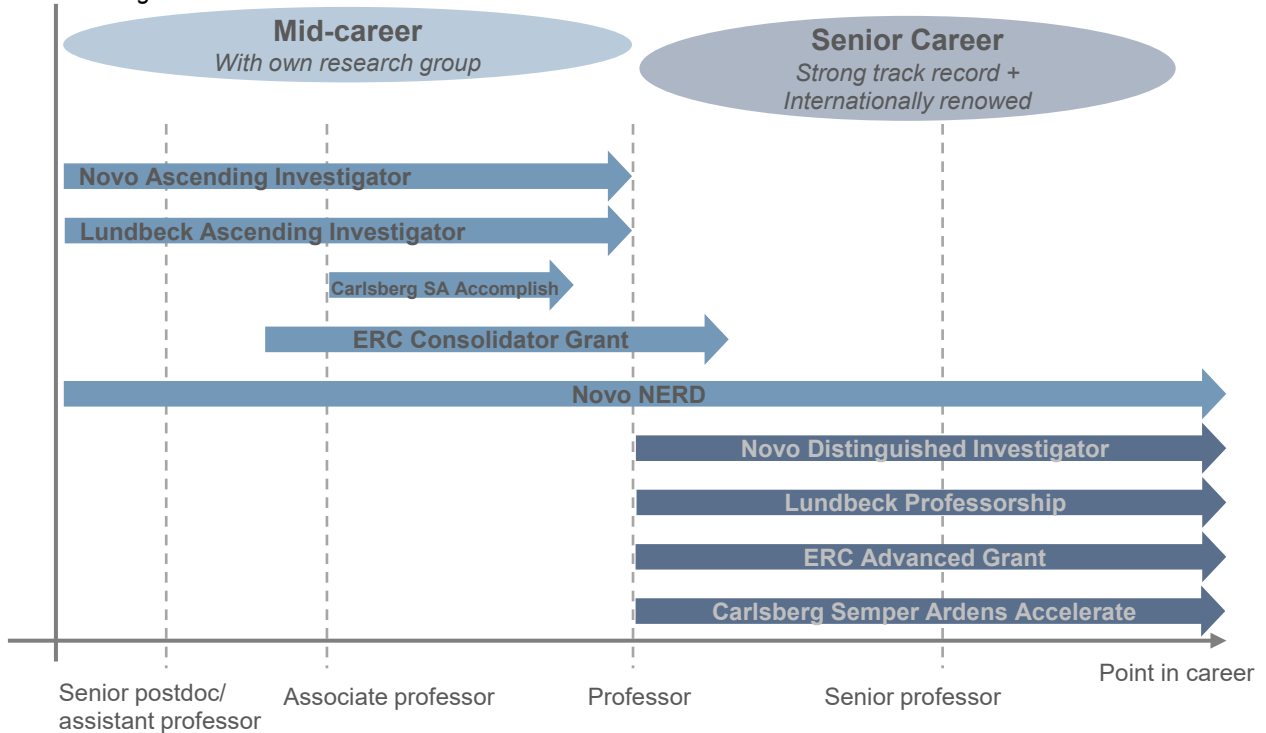 Mid-career
With own research group
Senior Career
Strong track record +
Internationally renowed
Novo Ascending Investigator
Lundbeck Ascending Investigator
Carlsberg SA Accomplish
ERC Consolidator Grant
Novo NERD
Novo Distinguished Investigator
Lundbeck Professorship
ERC Advanced Grant
Carlsberg Semper Ardens Accelerate
Point in career
Senior postdoc/
assistant professor
Associate professor
Professor
Senior professor